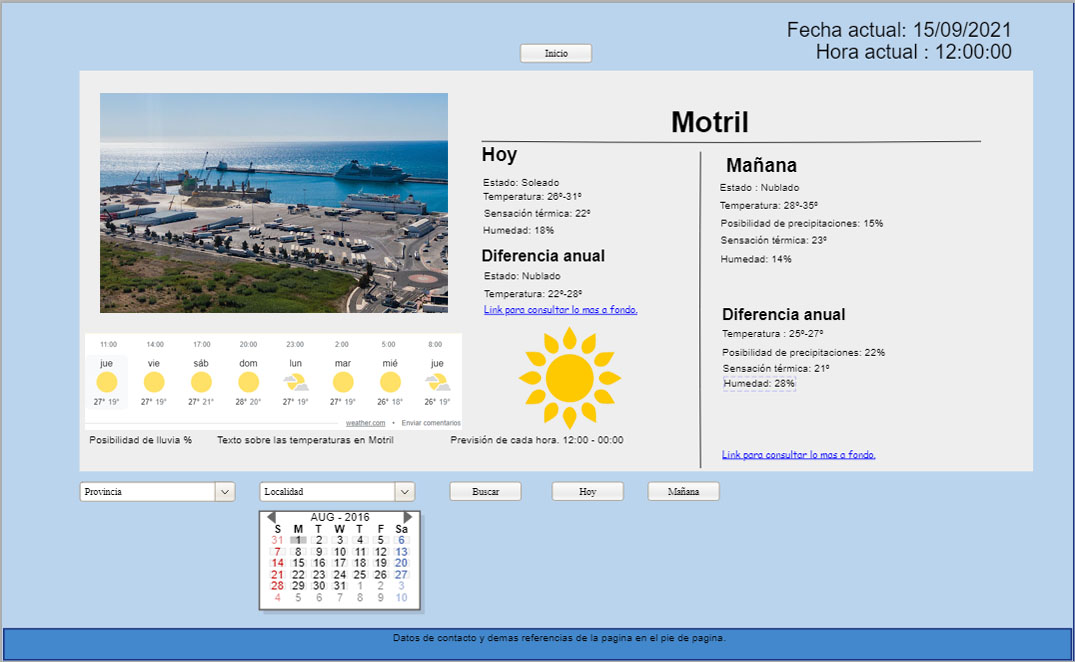 Fecha actual: 15/09/2021
Hora actual : 12:00:00
Inicio
Motril
Hoy
Estado: Soleado
Temperatura: 26º-31º
Sensación térmica: 22º
Humedad: 18%
Diferencia anual
Estado: Nublado
Temperatura: 22º-28º
Link para consultar lo mas a fondo.
Mañana
Estado : Nublado
Temperatura: 28º-35º
Posibilidad de precipitaciones: 15%
Sensación térmica: 23º
Humedad: 14%
Diferencia anual
Temperatura : 25º-27º
Posibilidad de precipitaciones: 22%
Sensación térmica: 21º
Humedad: 28%
Link para consultar lo mas a fondo.
11:00 14:00 17:00 20:00 23:00 2:00 5:00 8:00
jue vie sáb dom lun mar mié jue
27° 19° 27° 19° 27° 21° 28° 20° 27° 19° 27° 19° 26° 18° 26° 19°
weather.com • Enviar comentarios
Posibilidad de lluvia % Texto sobre las temperaturas en Motril Previsión de cada hora. 12:00 - 00:00
Provincia Localidad Buscar Hoy Mañana
AUG - 2016
S M T W T F Sa
31 1 2 3 4 5 6
7 8 9 10 11 12 13
14 15 16 17 18 19 20
21 22 23 24 25 26 27
28 29 30 31 1 2 3
4 5 6 7 8 9 10
Datos de contacto y demas referencias de la pagina en el pie de pagina.